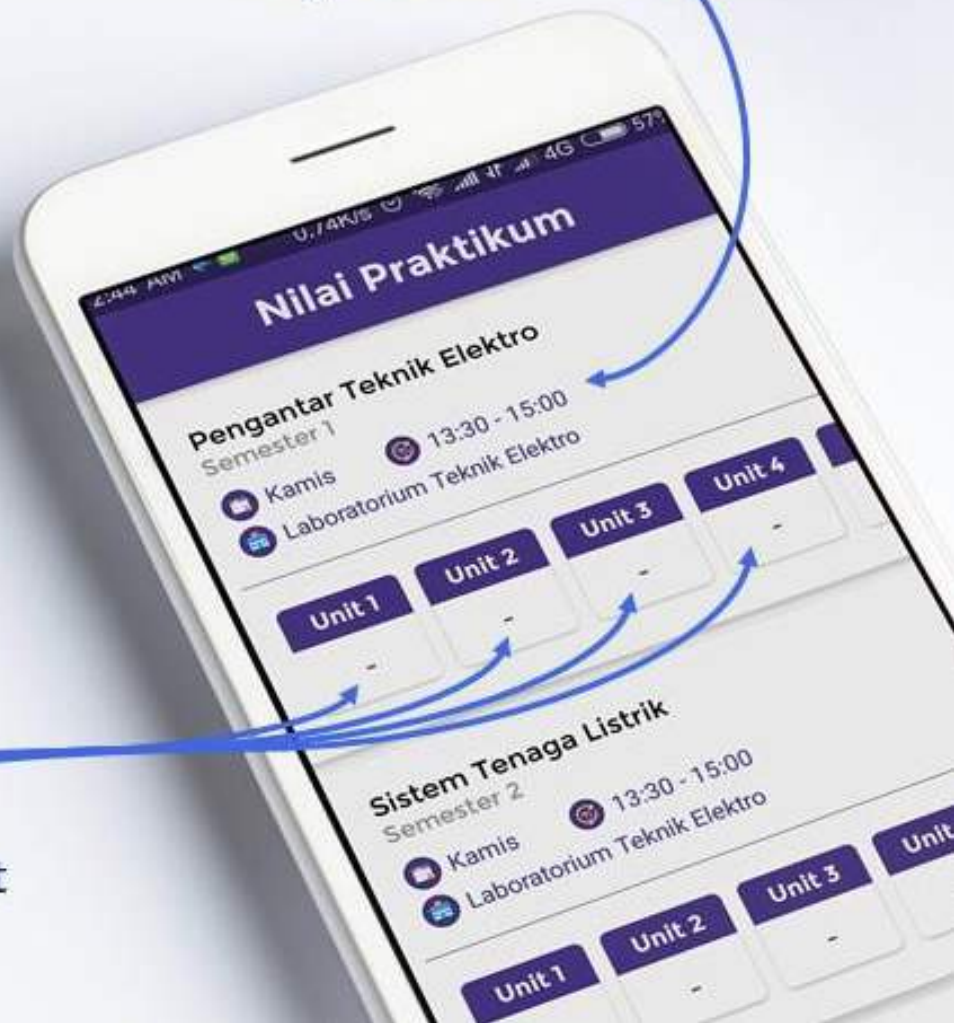 2:44 AM 0.74K/s 4G 57%
Nilai Praktikum
Pengantar Teknik Elektro
Semester 1
Kamis 13:30 - 15:00
Laboratorium Teknik Elektro
Unit 1 Unit 2 Unit 3 Unit 4
- - - -
Sistem Tenaga Listrik
Semester 2
Kamis 13:30 - 15:00
Laboratorium Teknik Elektro
Unit 1 Unit 2 Unit 3 Unit
- -